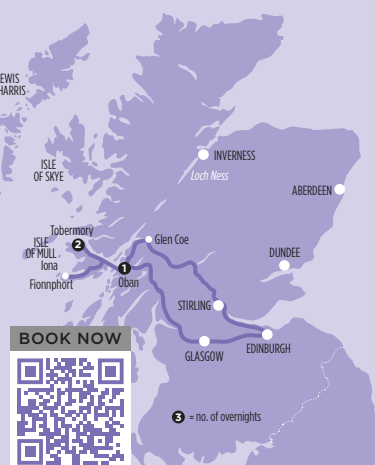 EWIS
HARRIS
ISLE
OF SKYE
INVERNESS
Loch Ness
ABERDEEN
Tobermory
2
ISLE
OF MULL
Iona
Fionnphort
Glen Coe
1
Oban
DUNDEE
STIRLING
GLASGOW
EDINBURGH
BOOK NOW
3 = no. of overnights